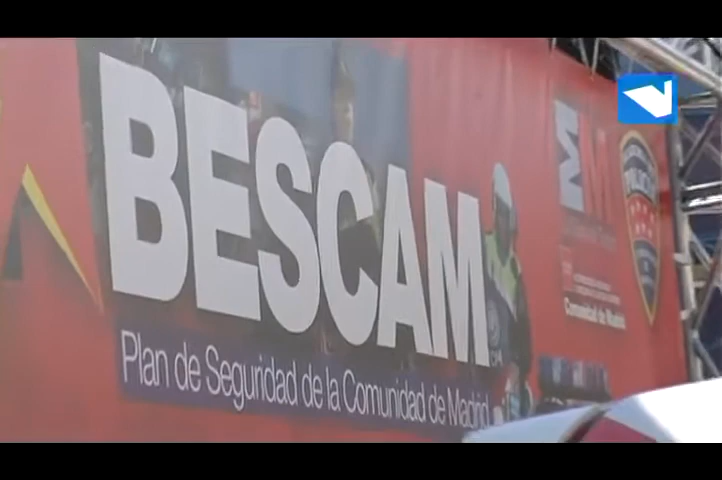 BESCAM
Plan de Seguridad de la Comunidad de Madrid
M
Comunidad de Madrid